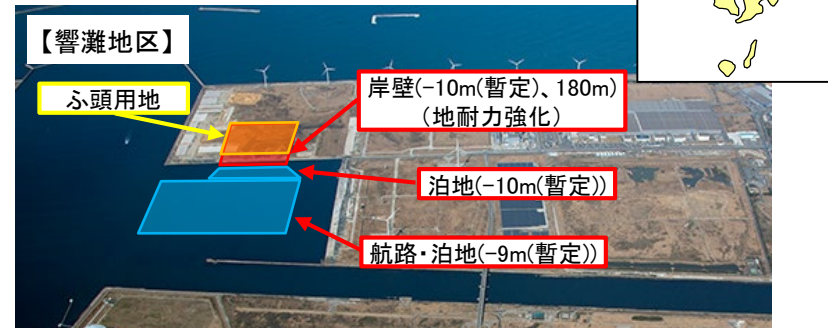 【響灘地区】
ふ頭用地
岸壁(-10m(暫定)、180m)
(地耐力強化)
泊地(-10m(暫定))
航路・泊地(-9m(暫定))